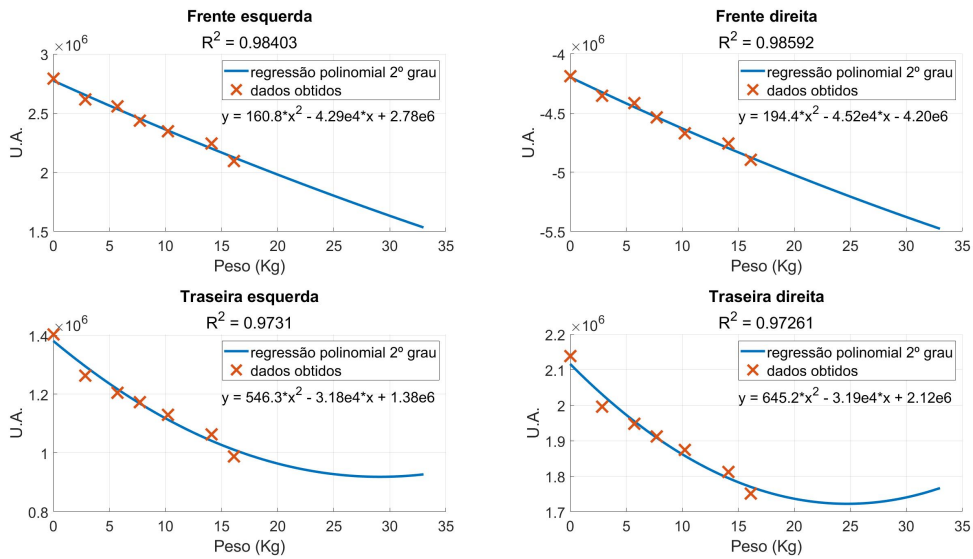 Frente esquerda
R² = 0.98403
×10⁶
3
2.5
2
1.5
U.A.
regressão polinomial 2º grau
dados obtidos
y = 160.8*x² - 4.29e4*x + 2.78e6
0 5 10 15 20 25 30 35
Peso (Kg)
Frente direita
R² = 0.98592
×10⁶
-4
-4.5
-5
-5.5
U.A.
regressão polinomial 2º grau
dados obtidos
y = 194.4*x² - 4.52e4*x - 4.20e6
0 5 10 15 20 25 30 35
Peso (Kg)
Traseira esquerda
R² = 0.9731
×10⁶
1.4
1.2
1
0.8
U.A.
regressão polinomial 2º grau
dados obtidos
y = 546.3*x² - 3.18e4*x + 1.38e6
0 5 10 15 20 25 30 35
Peso (Kg)
Traseira direita
R² = 0.97261
×10⁶
2.2
2.1
2
1.9
1.8
1.7
U.A.
regressão polinomial 2º grau
dados obtidos
y = 645.2*x² - 3.19e4*x + 2.12e6
0 5 10 15 20 25 30 35
Peso (Kg)